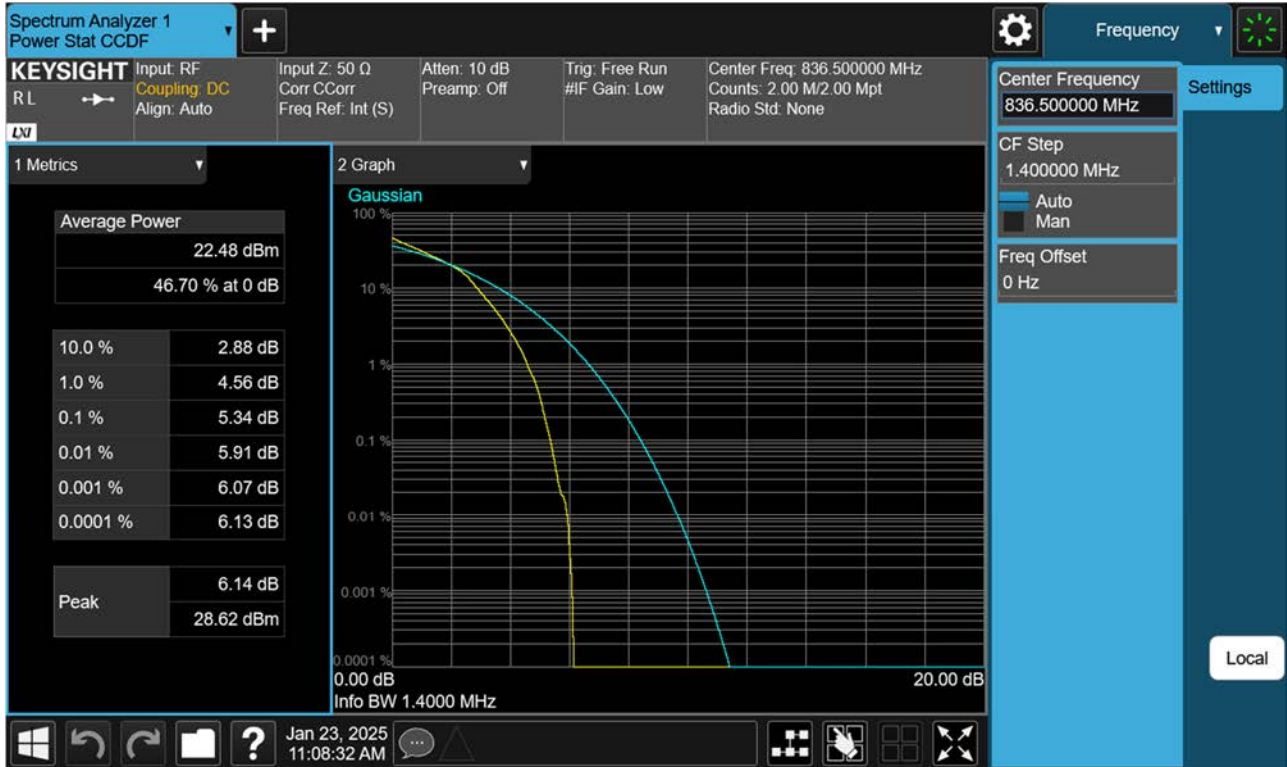 Spectrum Analyzer 1
Power Stat CCDF
Frequency
KEYSIGHT
R L
LXI
Input: RF
Coupling: DC
Align: Auto
Input Z: 50 Ω
Corr CCorr
Freq Ref: Int (S)
Atten: 10 dB
Preamp: Off
Trig: Free Run
#IF Gain: Low
Center Freq: 836.500000 MHz
Counts: 2.00 M/2.00 Mpt
Radio Std: None
Center Frequency
836.500000 MHz
Settings
CF Step
1.400000 MHz
Auto
Man
Freq Offset
0 Hz
Local
1 Metrics
Average Power
22.48 dBm
46.70 % at 0 dB
10.0 % 2.88 dB
1.0 % 4.56 dB
0.1 % 5.34 dB
0.01 % 5.91 dB
0.001 % 6.07 dB
0.0001 % 6.13 dB
Peak
6.14 dB
28.62 dBm
2 Graph
Gaussian
100 %
10 %
1 %
0.1 %
0.01 %
0.001 %
0.0001 %
0.00 dB 20.00 dB
Info BW 1.4000 MHz
?
Jan 23, 2025
11:08:32 AM